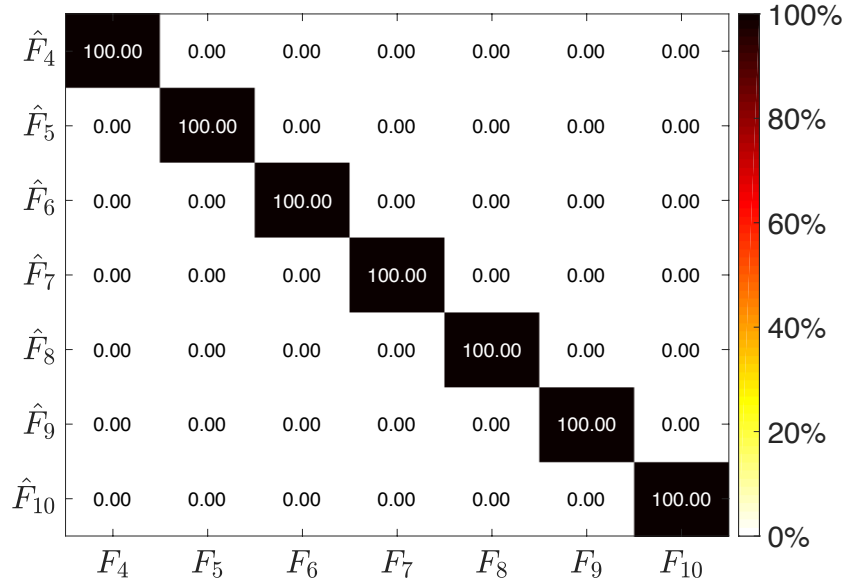 F̂4 100.00 0.00 0.00 0.00 0.00 0.00 0.00
F̂5 0.00 100.00 0.00 0.00 0.00 0.00 0.00
F̂6 0.00 0.00 100.00 0.00 0.00 0.00 0.00
F̂7 0.00 0.00 0.00 100.00 0.00 0.00 0.00
F̂8 0.00 0.00 0.00 0.00 100.00 0.00 0.00
F̂9 0.00 0.00 0.00 0.00 0.00 100.00 0.00
F̂10 0.00 0.00 0.00 0.00 0.00 0.00 100.00
F4 F5 F6 F7 F8 F9 F10
100%
80%
60%
40%
20%
0%